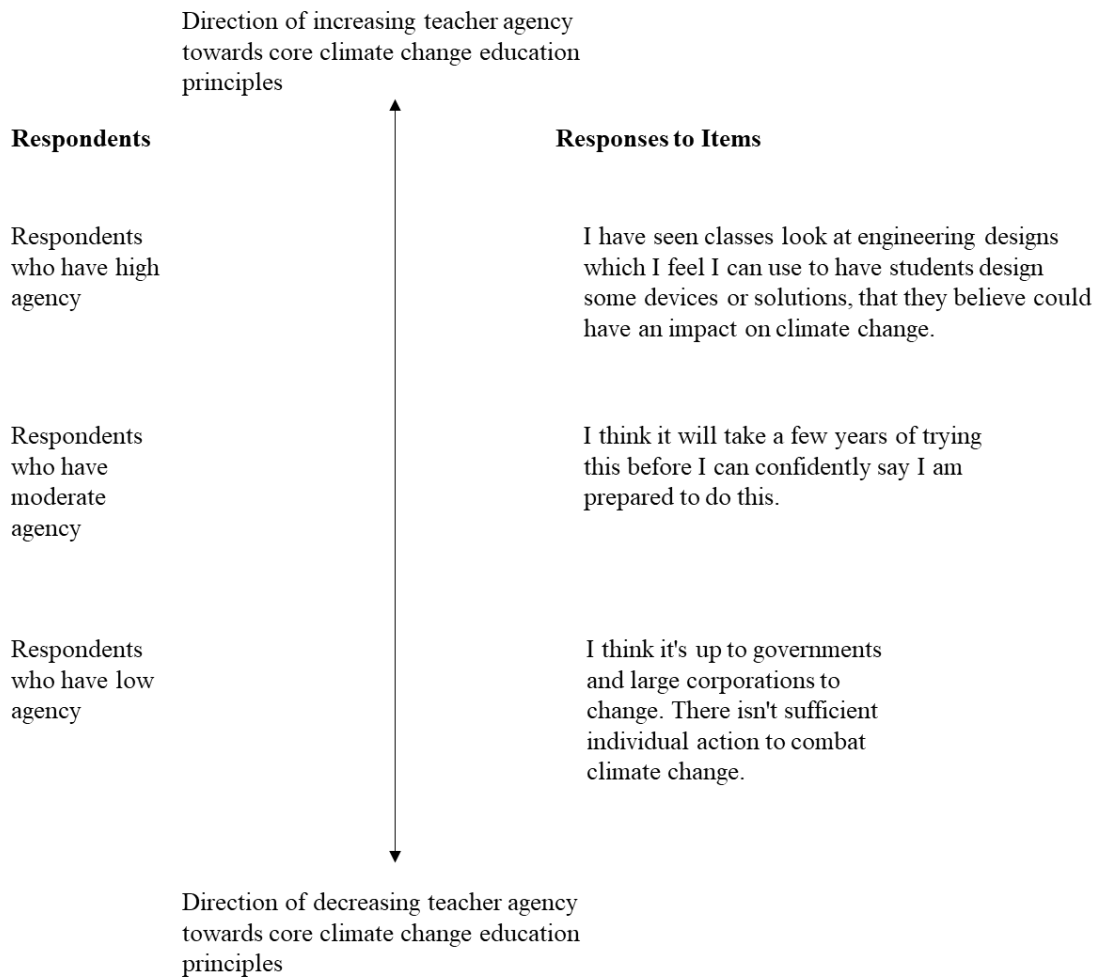 Direction of increasing teacher agency
towards core climate change education
principles
Respondents
Responses to Items
Respondents
who have high
agency
I have seen classes look at engineering designs
which I feel I can use to have students design
some devices or solutions, that they believe could
have an impact on climate change.
Respondents
who have
moderate
agency
I think it will take a few years of trying
this before I can confidently say I am
prepared to do this.
Respondents
who have low
agency
I think it's up to governments
and large corporations to
change. There isn't sufficient
individual action to combat
climate change.
Direction of decreasing teacher agency
towards core climate change education
principles